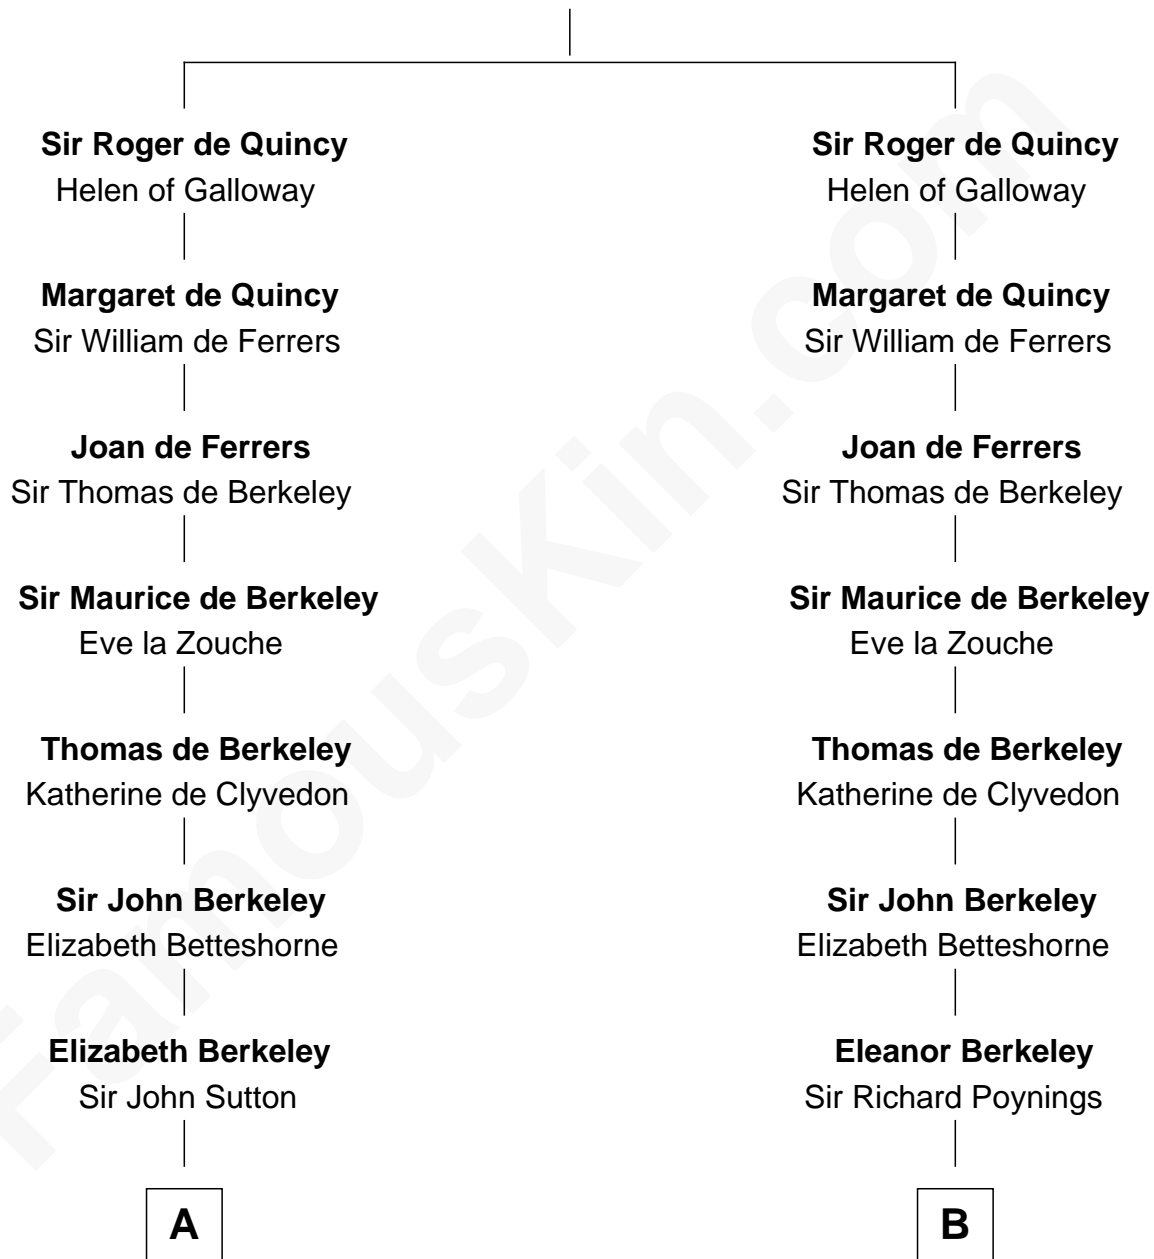 Sir Roger de Quincy
Helen of Galloway
Margaret de Quincy
Sir William de Ferrers
Joan de Ferrers
Sir Thomas de Berkeley
Sir Maurice de Berkeley
Eve la Zouche
Thomas de Berkeley
Katherine de Clyvedon
Sir John Berkeley
Elizabeth Betteshorne
Elizabeth Berkeley
Sir John Sutton
A
Sir Roger de Quincy
Helen of Galloway
Margaret de Quincy
Sir William de Ferrers
Joan de Ferrers
Sir Thomas de Berkeley
Sir Maurice de Berkeley
Eve la Zouche
Thomas de Berkeley
Katherine de Clyvedon
Sir John Berkeley
Elizabeth Betteshorne
Eleanor Berkeley
Sir Richard Poynings
B
FamousKin.com